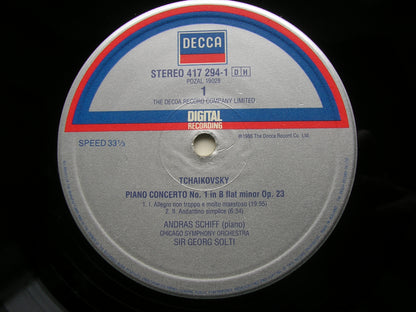 DECCA
STEREO 417 294-1 DH
PDZAL 19029
1
THE DECCA RECORD COMPANY LIMITED
DIGITAL
RECORDING
℗1986 The Decca Record Co. Ltd.
SPEED 33⅓
TCHAIKOVSKY
PIANO CONCERTO No. 1 in B flat minor Op. 23
1. I. Allegro non troppo e molto maestoso (19.55)
2. II. Andantino simplice (6.34)
ANDRAS SCHIFF (piano)
CHICAGO SYMPHONY ORCHESTRA
SIR GEORG SOLTI